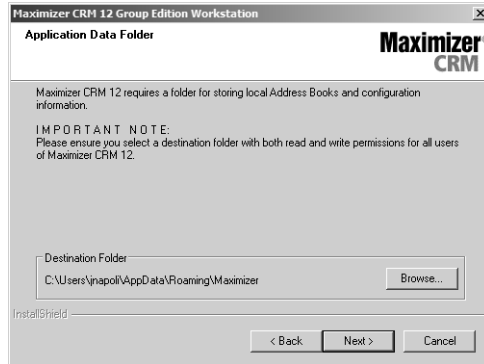 Maximizer CRM 12 Group Edition Workstation
Application Data Folder
Maximizer
CRM
Maximizer CRM 12 requires a folder for storing local Address Books and configuration
information.
I M P O R T A N T   N O T E:
Please ensure you select a destination folder with both read and write permissions for all users
of Maximizer CRM 12.
Destination Folder
C:\Users\jnapoli\AppData\Roaming\Maximizer
Browse...
InstallShield
< Back
Next >
Cancel